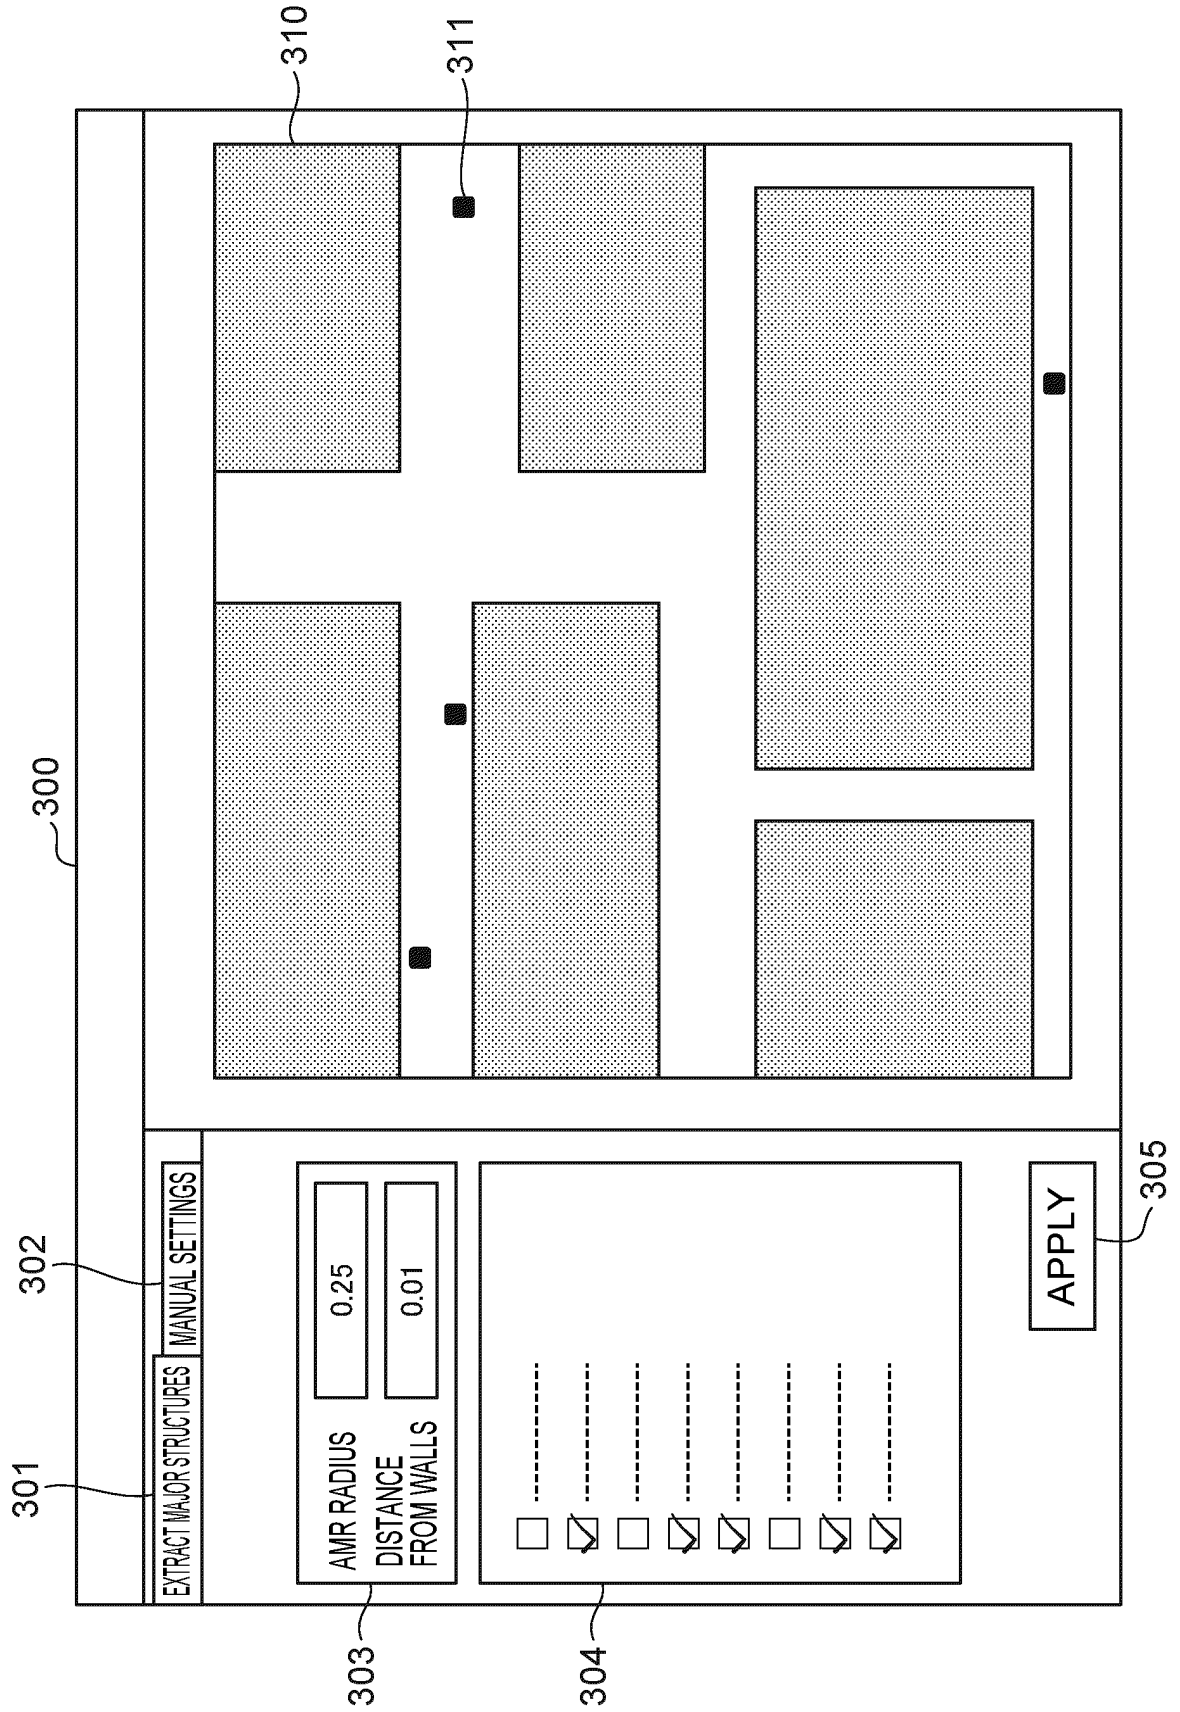 300
301
302
310
311
EXTRACT MAJOR STRUCTURES
MANUAL SETTINGS
303
AMR RADIUS
0.25
DISTANCE
FROM WALLS
0.01
304
APPLY
305